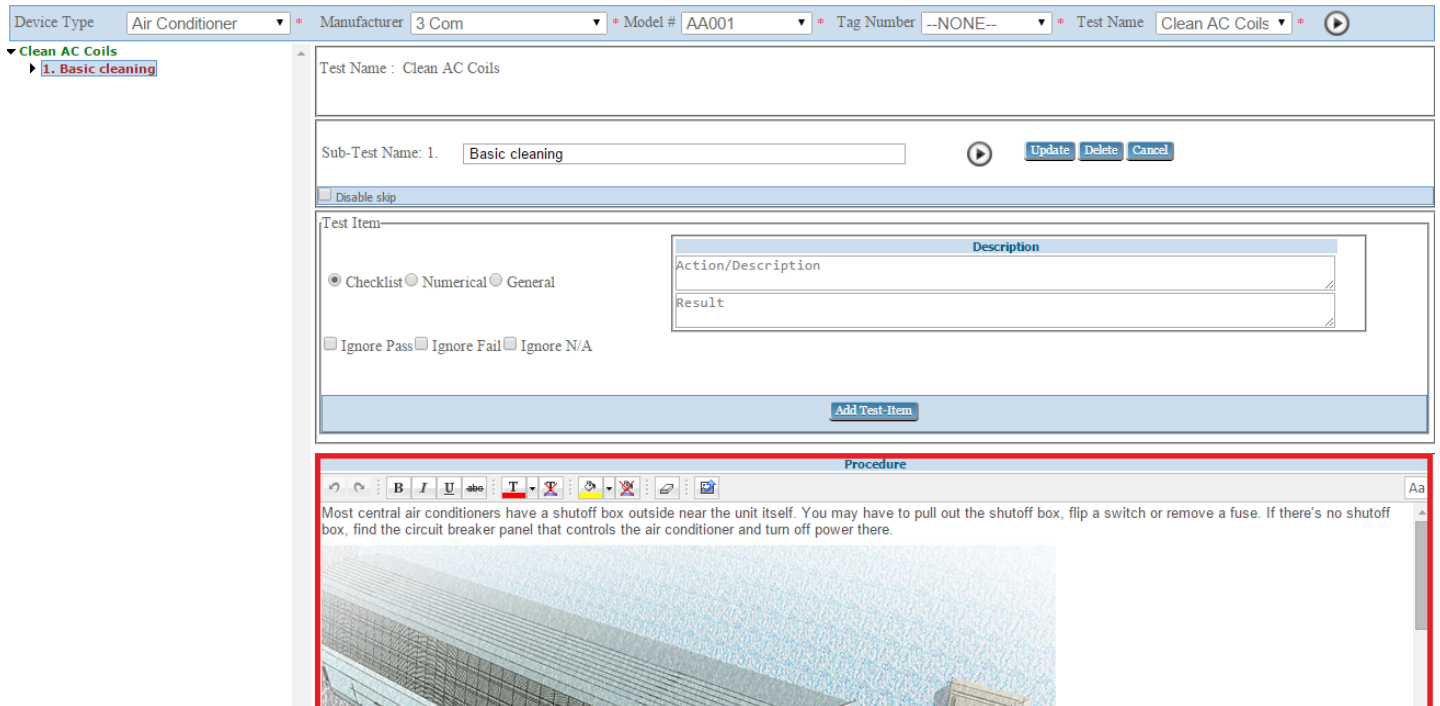 Device Type Air Conditioner * Manufacturer 3 Com * Model # AA001 * Tag Number --NONE-- * Test Name Clean AC Coils *
Clean AC Coils
1. Basic cleaning
Test Name : Clean AC Coils
Sub-Test Name: 1. Basic cleaning Update Delete Cancel
Disable skip
Test Item
Description
Action/Description
Checklist Numerical General
Result
Ignore Pass Ignore Fail Ignore N/A
Add Test-Item
Procedure
B I U abc T T Aa
Most central air conditioners have a shutoff box outside near the unit itself. You may have to pull out the shutoff box, flip a switch or remove a fuse. If there's no shutoff
box, find the circuit breaker panel that controls the air conditioner and turn off power there.